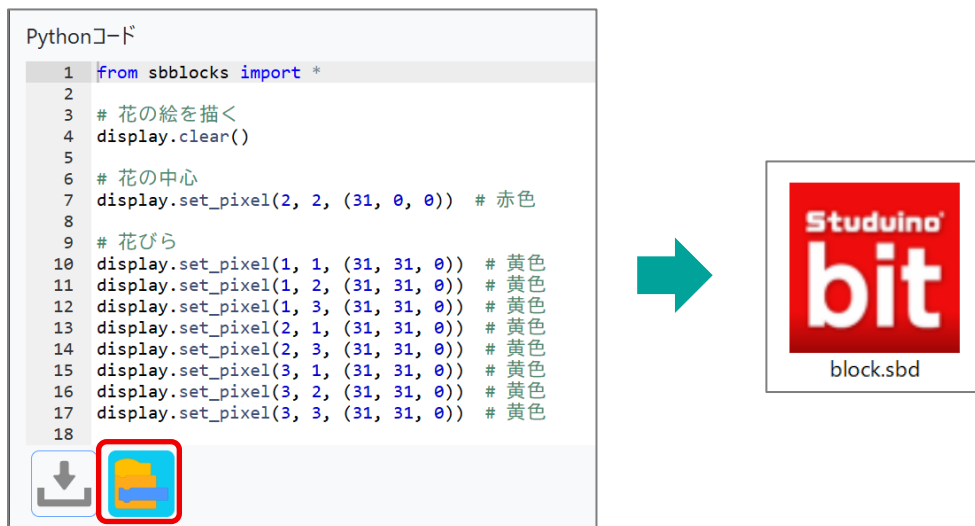 Pythonコード
1 from sbblocks import *
2
3 # 花の絵を描く
4 display.clear()
5
6 # 花の中心
7 display.set_pixel(2, 2, (31, 0, 0))  # 赤色
8
9 # 花びら
10 display.set_pixel(1, 1, (31, 31, 0))  # 黄色
11 display.set_pixel(1, 2, (31, 31, 0))  # 黄色
12 display.set_pixel(1, 3, (31, 31, 0))  # 黄色
13 display.set_pixel(2, 1, (31, 31, 0))  # 黄色
14 display.set_pixel(2, 3, (31, 31, 0))  # 黄色
15 display.set_pixel(3, 1, (31, 31, 0))  # 黄色
16 display.set_pixel(3, 2, (31, 31, 0))  # 黄色
17 display.set_pixel(3, 3, (31, 31, 0))  # 黄色
18
Studuino
bit
block.sbd